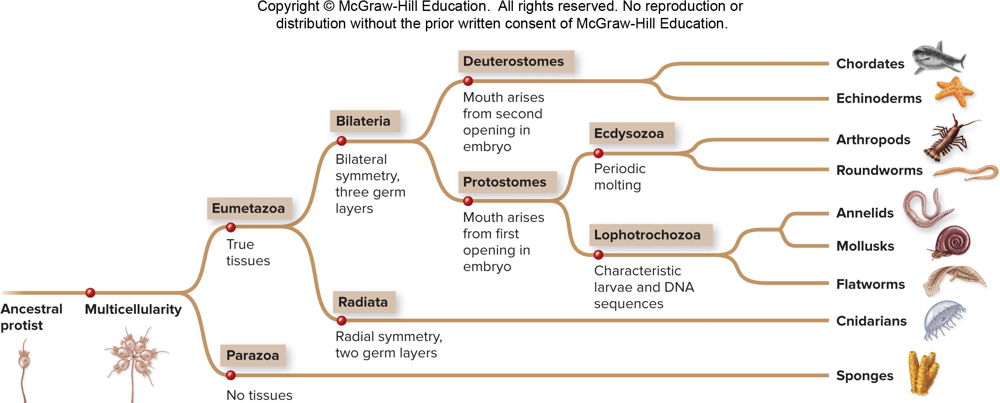 Copyright © McGraw-Hill Education.  All rights reserved. No reproduction or
distribution without the prior written consent of McGraw-Hill Education.
Deuterostomes
Mouth arises
from second
opening in
embryo
Chordates
Echinoderms
Bilateria
Bilateral
symmetry,
three germ
layers
Ecdysozoa
Periodic
molting
Arthropods
Roundworms
Protostomes
Mouth arises
from first
opening in
embryo
Eumetazoa
True
tissues
Lophotrochozoa
Characteristic
larvae and DNA
sequences
Annelids
Mollusks
Flatworms
Ancestral
protist
Multicellularity
Radiata
Radial symmetry,
two germ layers
Cnidarians
Parazoa
No tissues
Sponges